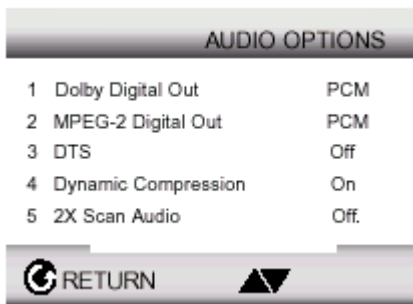 AUDIO OPTIONS
1 Dolby Digital Out PCM
2 MPEG-2 Digital Out PCM
3 DTS Off
4 Dynamic Compression On
5 2X Scan Audio Off.
RETURN